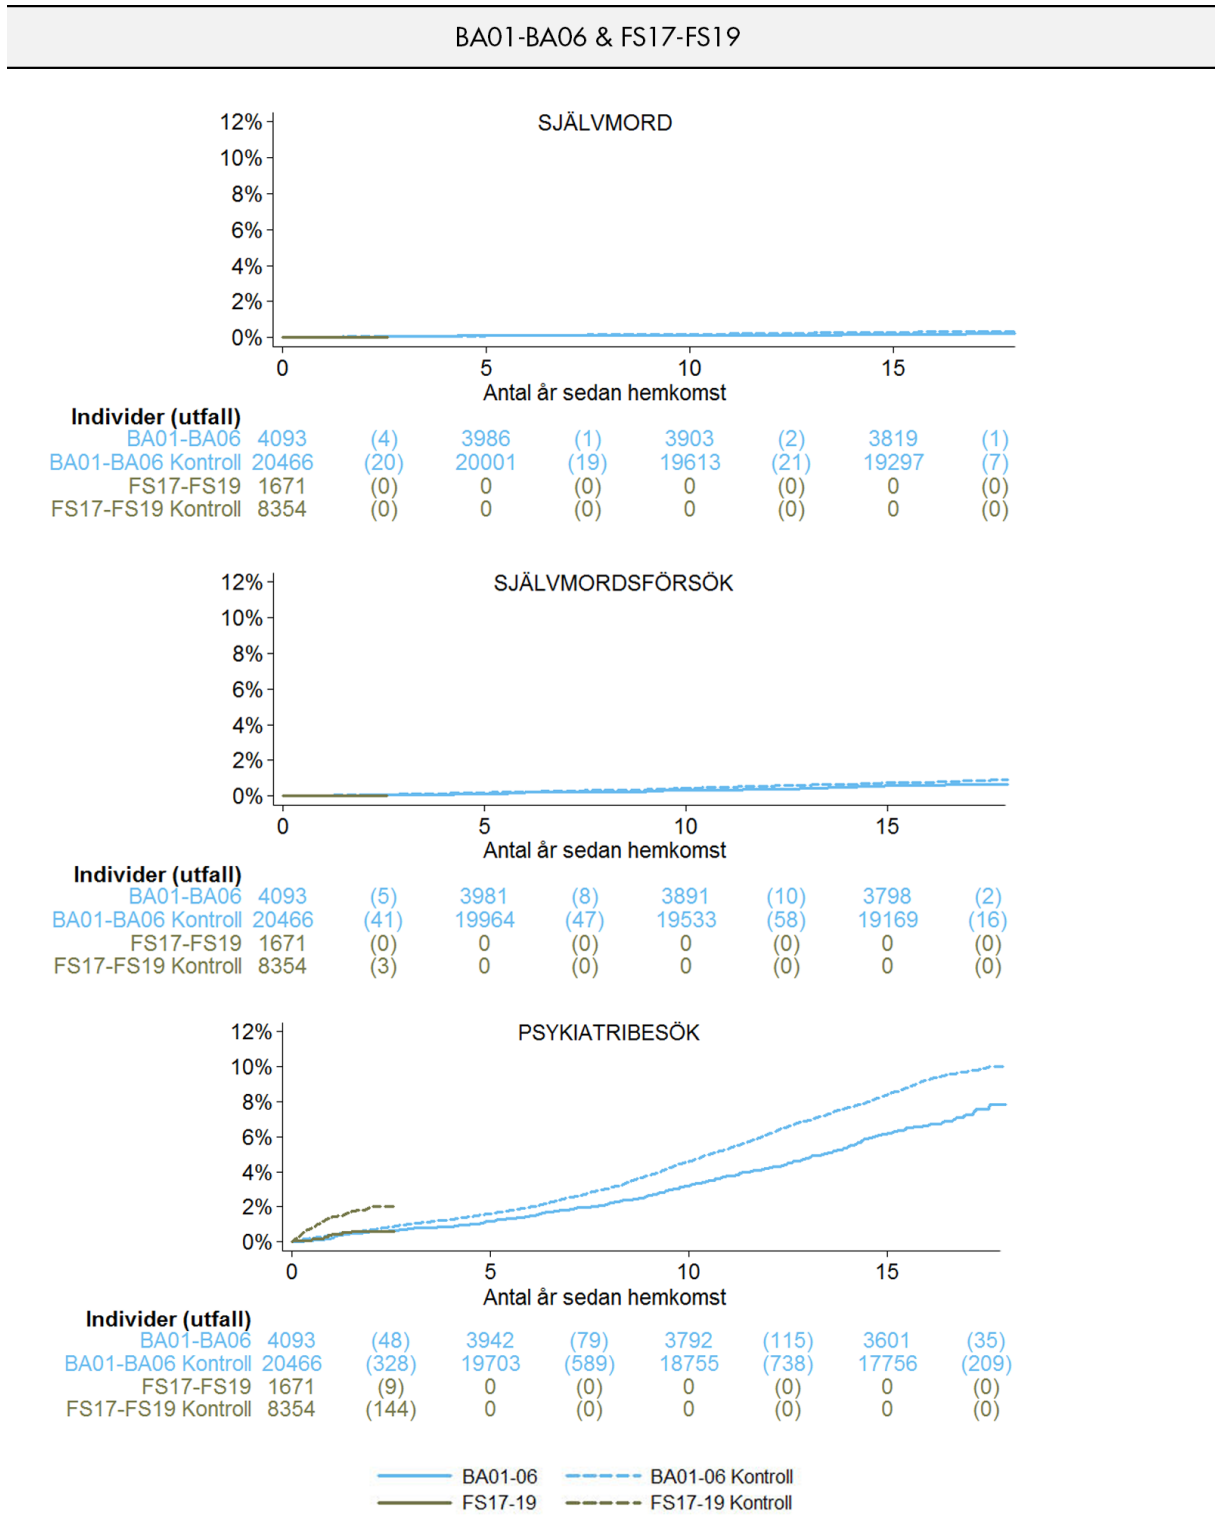 BA01-BA06 & FS17-FS19
SJÄLVMORD
12%
10%
8%
6%
4%
2%
0%
0 5 10 15
Antal år sedan hemkomst
Individer (utfall)
BA01-BA06 4093 (4) 3986 (1) 3903 (2) 3819 (1)
BA01-BA06 Kontroll 20466 (20) 20001 (19) 19613 (21) 19297 (7)
FS17-FS19 1671 (0) 0 (0) 0 (0) 0 (0)
FS17-FS19 Kontroll 8354 (0) 0 (0) 0 (0) 0 (0)
SJÄLVMORDSFÖRSÖK
12%
10%
8%
6%
4%
2%
0%
0 5 10 15
Antal år sedan hemkomst
Individer (utfall)
BA01-BA06 4093 (5) 3981 (8) 3891 (10) 3798 (2)
BA01-BA06 Kontroll 20466 (41) 19964 (47) 19533 (58) 19169 (16)
FS17-FS19 1671 (0) 0 (0) 0 (0) 0 (0)
FS17-FS19 Kontroll 8354 (3) 0 (0) 0 (0) 0 (0)
PSYKIATRIBESÖK
12%
10%
8%
6%
4%
2%
0%
0 5 10 15
Antal år sedan hemkomst
Individer (utfall)
BA01-BA06 4093 (48) 3942 (79) 3792 (115) 3601 (35)
BA01-BA06 Kontroll 20466 (328) 19703 (589) 18755 (738) 17756 (209)
FS17-FS19 1671 (9) 0 (0) 0 (0) 0 (0)
FS17-FS19 Kontroll 8354 (144) 0 (0) 0 (0) 0 (0)
BA01-06 BA01-06 Kontroll
FS17-19 FS17-19 Kontroll